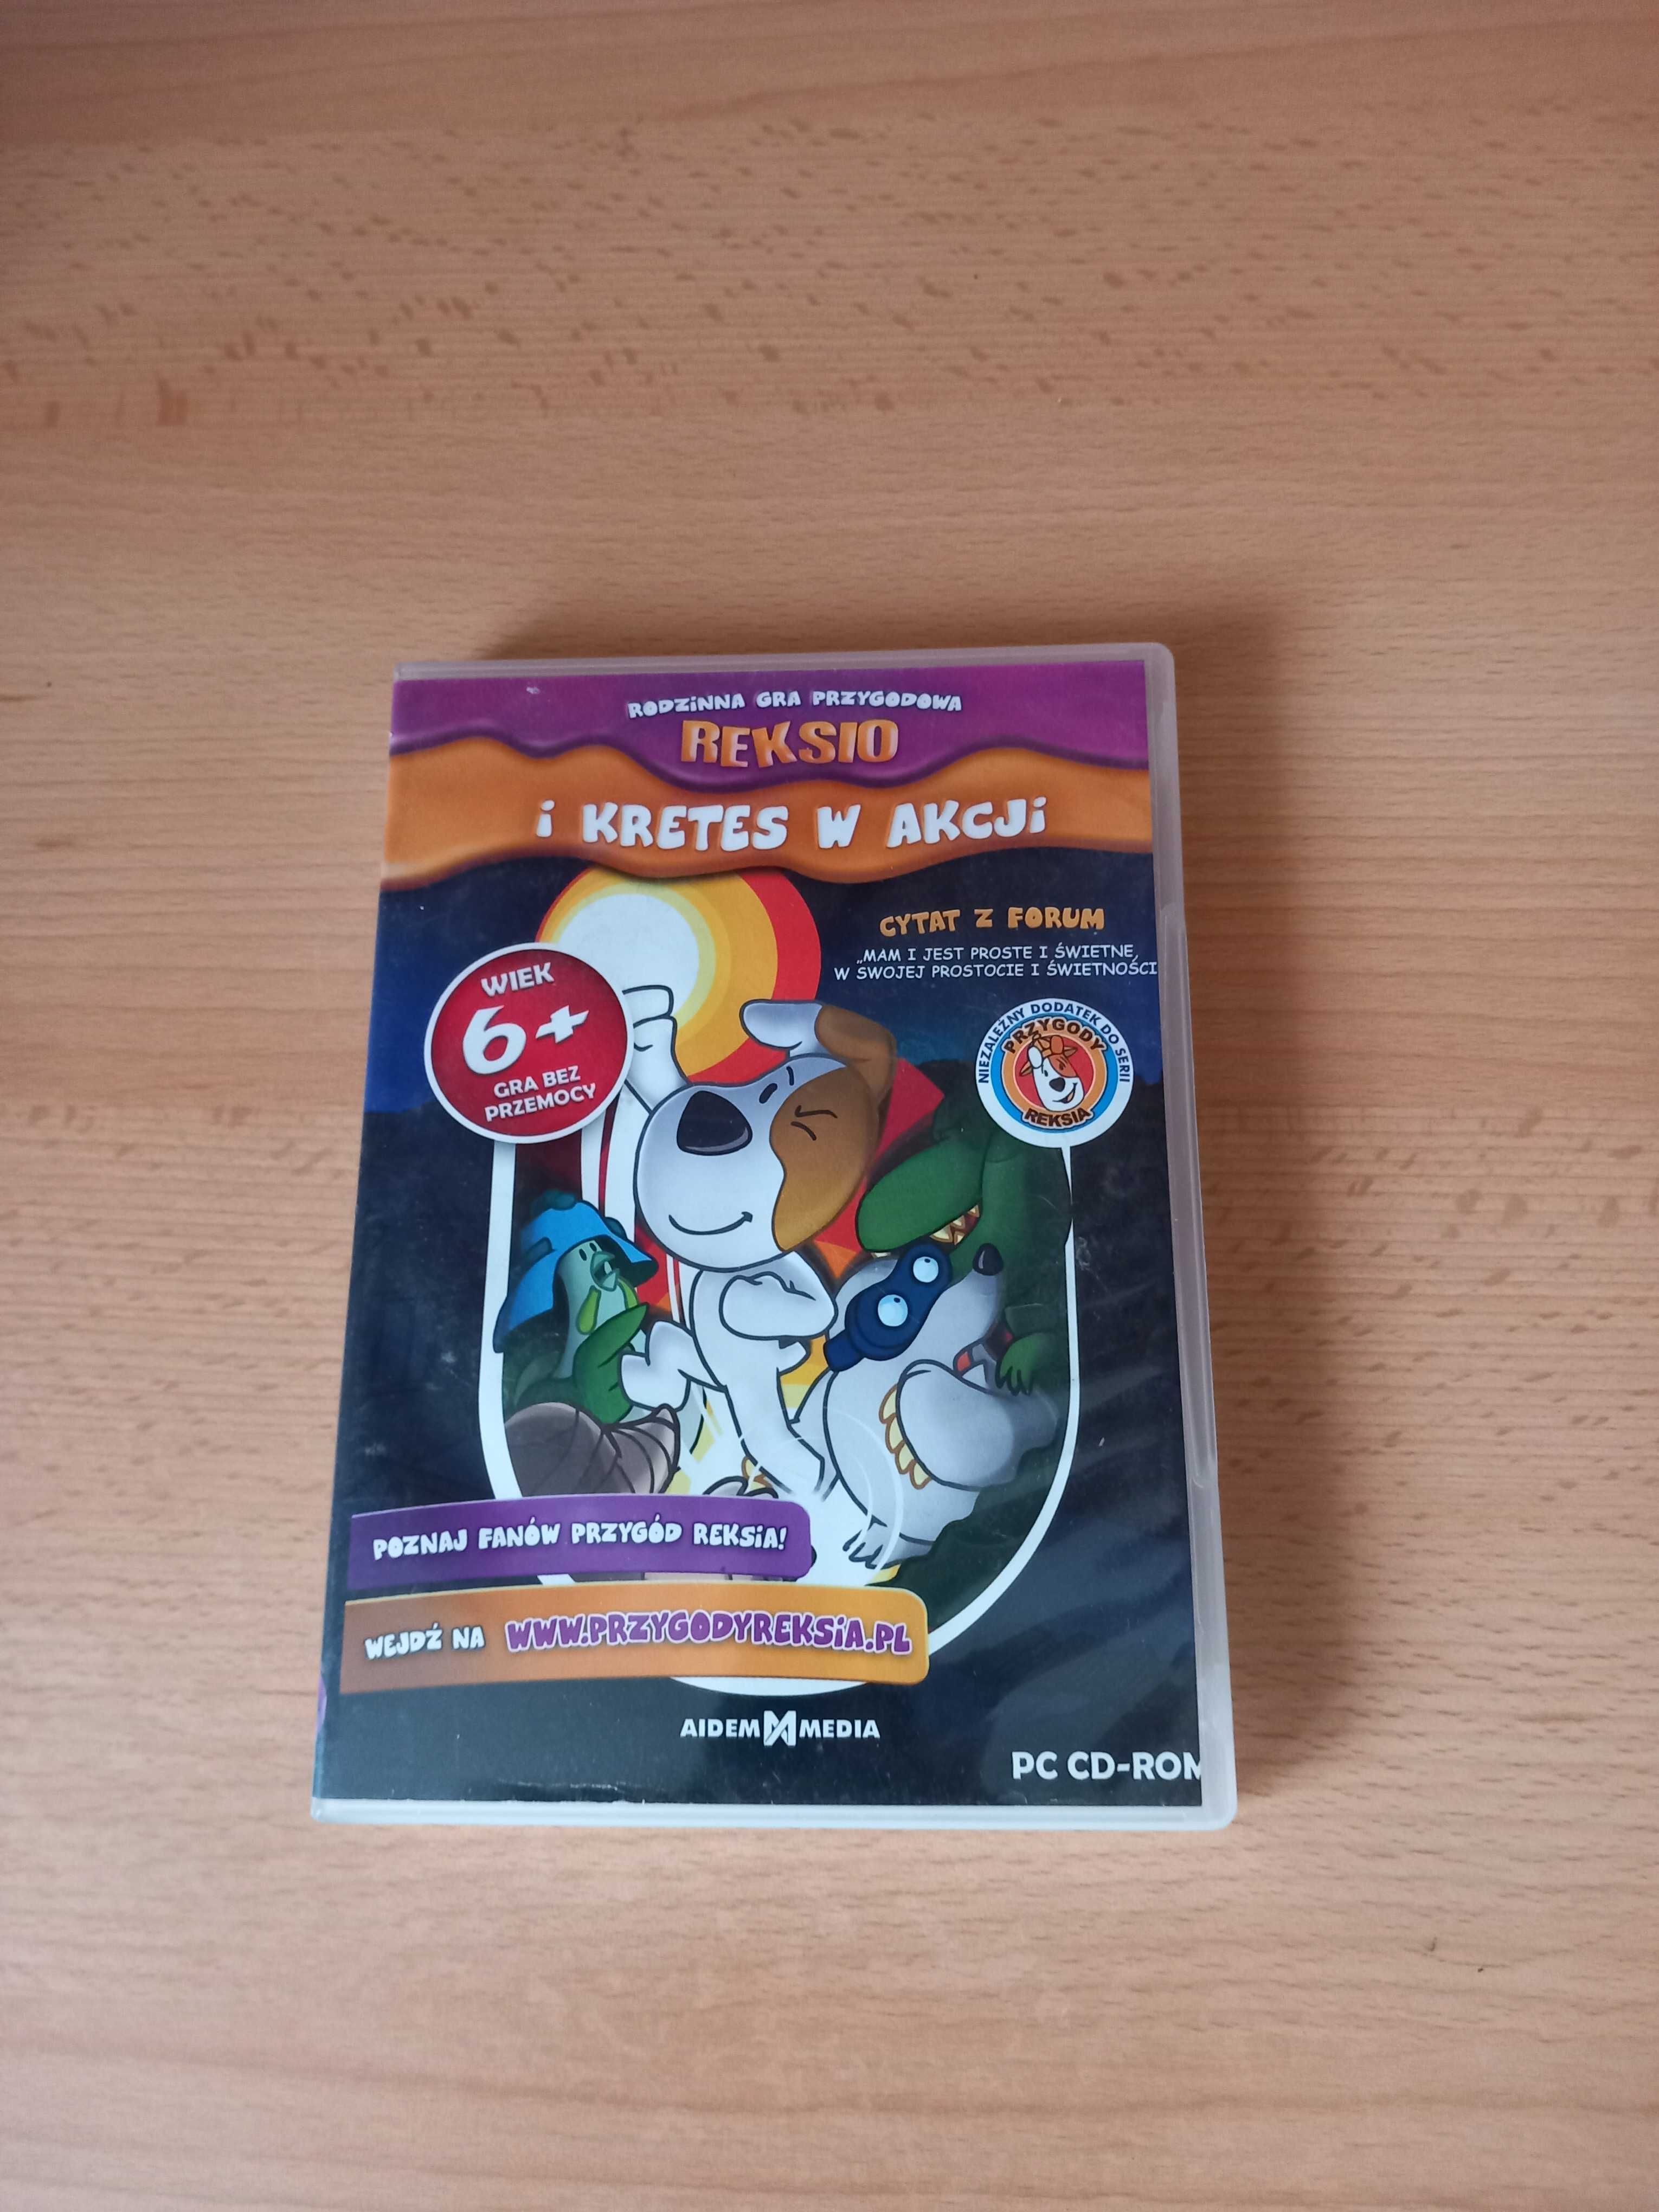 RODZiNNA GRA PRZYGODOWA
REKSIO
i KRETES W AKCJi
CYTAT Z FORUM
„MAM I JEST PROSTE I ŚWIETNE,
W SWOJEJ PROSTOCIE I ŚWIETNOŚCI
WIEK
6+
GRA BEZ
PRZEMOCY
NIEZALEŻNY DODATEK DO SERII
PRZYGODY
REKSIA
POZNAJ FANÓW PRZYGÓD REKSiA!
WEJDŹ NA WWW.PRZYGODYREKSiA.PL
AIDEM MEDIA
PC CD-ROM